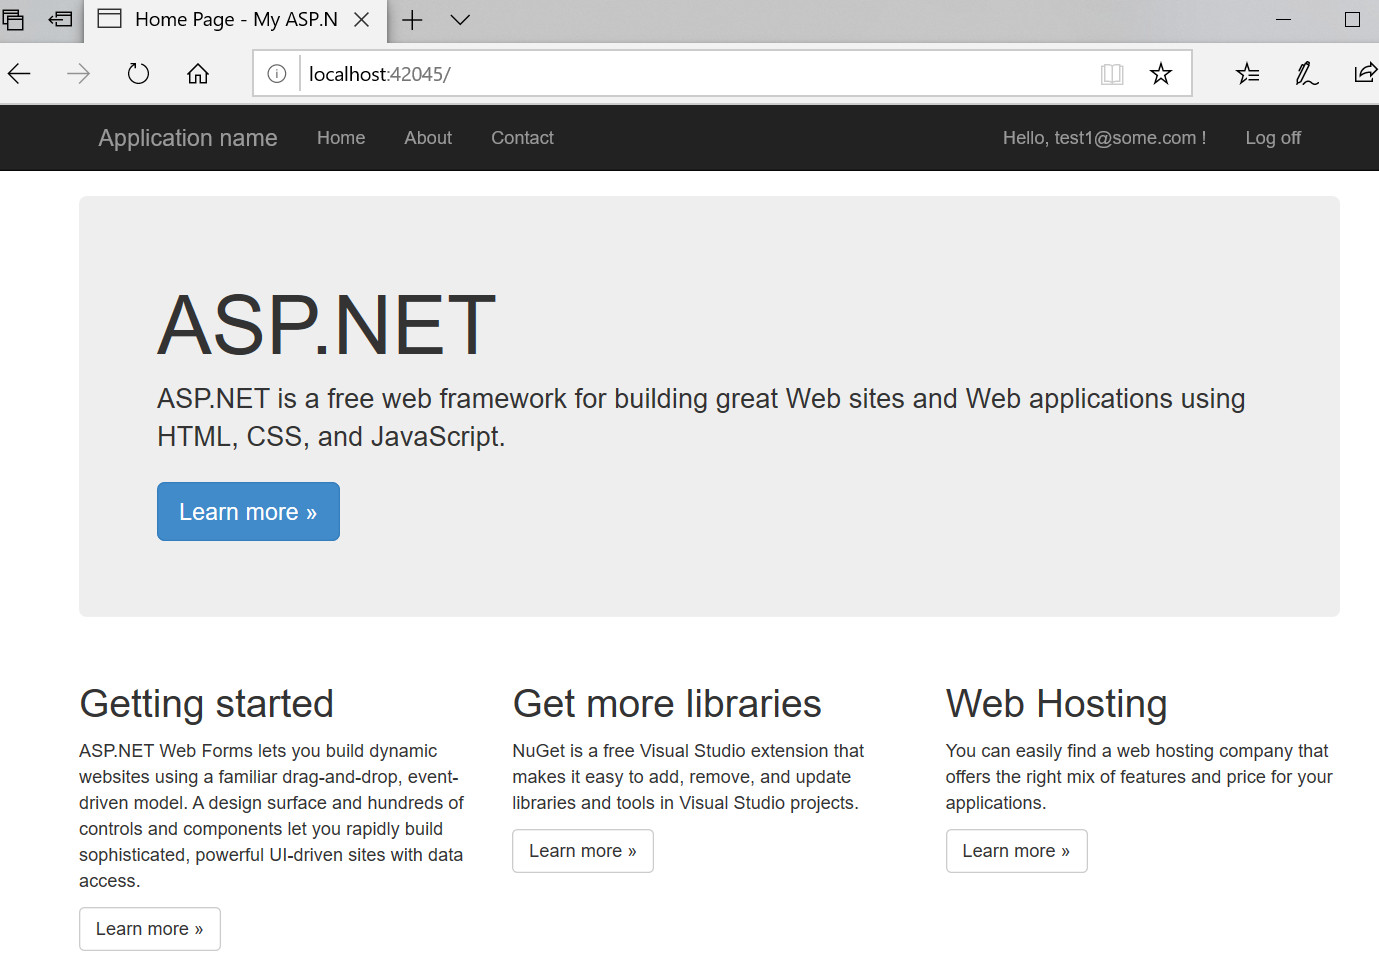 Home Page - My ASP.N
localhost:42045/
Application name Home About Contact Hello, test1@some.com ! Log off
ASP.NET
ASP.NET is a free web framework for building great Web sites and Web applications using
HTML, CSS, and JavaScript.
Learn more »
Getting started
ASP.NET Web Forms lets you build dynamic
websites using a familiar drag-and-drop, event-
driven model. A design surface and hundreds of
controls and components let you rapidly build
sophisticated, powerful UI-driven sites with data
access.
Learn more »
Get more libraries
NuGet is a free Visual Studio extension that
makes it easy to add, remove, and update
libraries and tools in Visual Studio projects.
Learn more »
Web Hosting
You can easily find a web hosting company that
offers the right mix of features and price for your
applications.
Learn more »